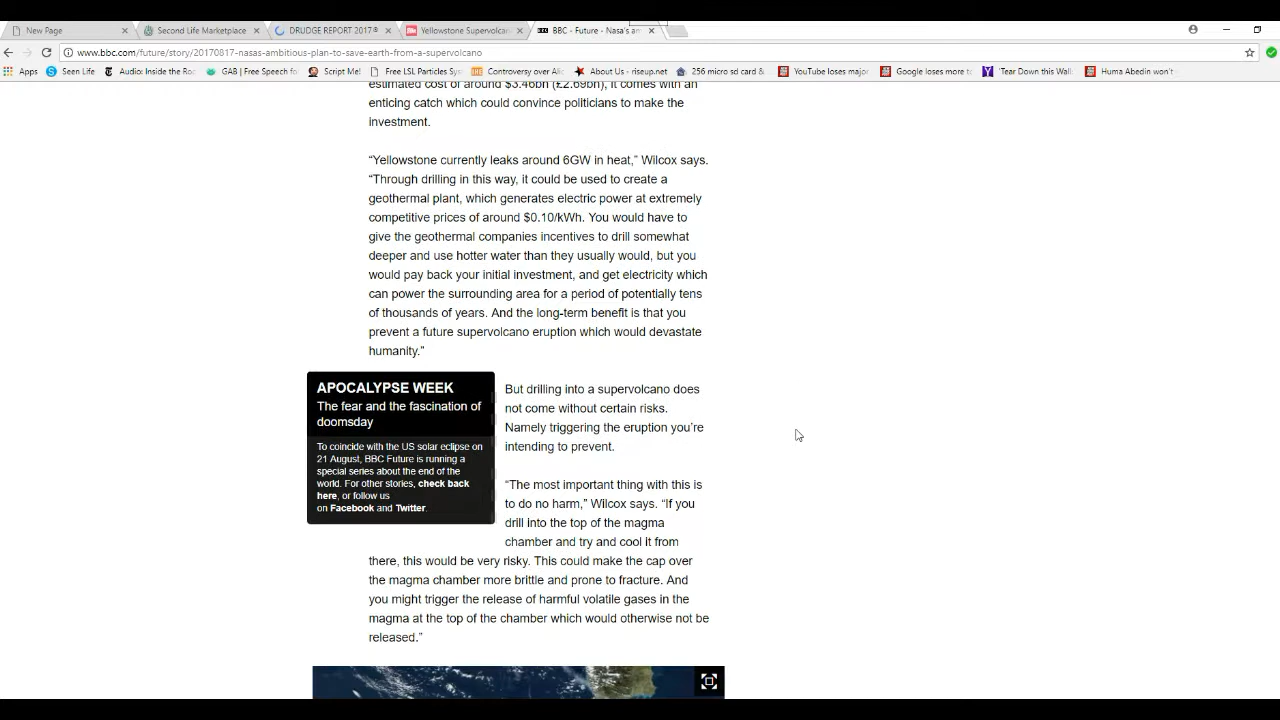 New Page
Second Life Marketplace
DRUDGE REPORT 2017®
Yellowstone Supervolcan
BBC - Future - Nasa's am
www.bbc.com/future/story/20170817-nasas-ambitious-plan-to-save-earth-from-a-supervolcano
Apps
Seen Life
Audio: Inside the Ro
GAB | Free Speech fo
Script Me!
Free LSL Particles Sys
Controversy over Alic
About Us - riseup.net
256 micro sd card &
YouTube loses major
Google loses more to
'Tear Down this Wall:
Huma Abedin won't
estimated cost of around $3.46bn (£2.69bn), it comes with an
enticing catch which could convince politicians to make the
investment.
“Yellowstone currently leaks around 6GW in heat,” Wilcox says.
“Through drilling in this way, it could be used to create a
geothermal plant, which generates electric power at extremely
competitive prices of around $0.10/kWh. You would have to
give the geothermal companies incentives to drill somewhat
deeper and use hotter water than they usually would, but you
would pay back your initial investment, and get electricity which
can power the surrounding area for a period of potentially tens
of thousands of years. And the long-term benefit is that you
prevent a future supervolcano eruption which would devastate
humanity.”
APOCALYPSE WEEK
The fear and the fascination of
doomsday
To coincide with the US solar eclipse on
21 August, BBC Future is running a
special series about the end of the
world. For other stories, check back
here, or follow us
on Facebook and Twitter.
But drilling into a supervolcano does
not come without certain risks.
Namely triggering the eruption you’re
intending to prevent.
“The most important thing with this is
to do no harm,” Wilcox says. “If you
drill into the top of the magma
chamber and try and cool it from
there, this would be very risky. This could make the cap over
the magma chamber more brittle and prone to fracture. And
you might trigger the release of harmful volatile gases in the
magma at the top of the chamber which would otherwise not be
released.”